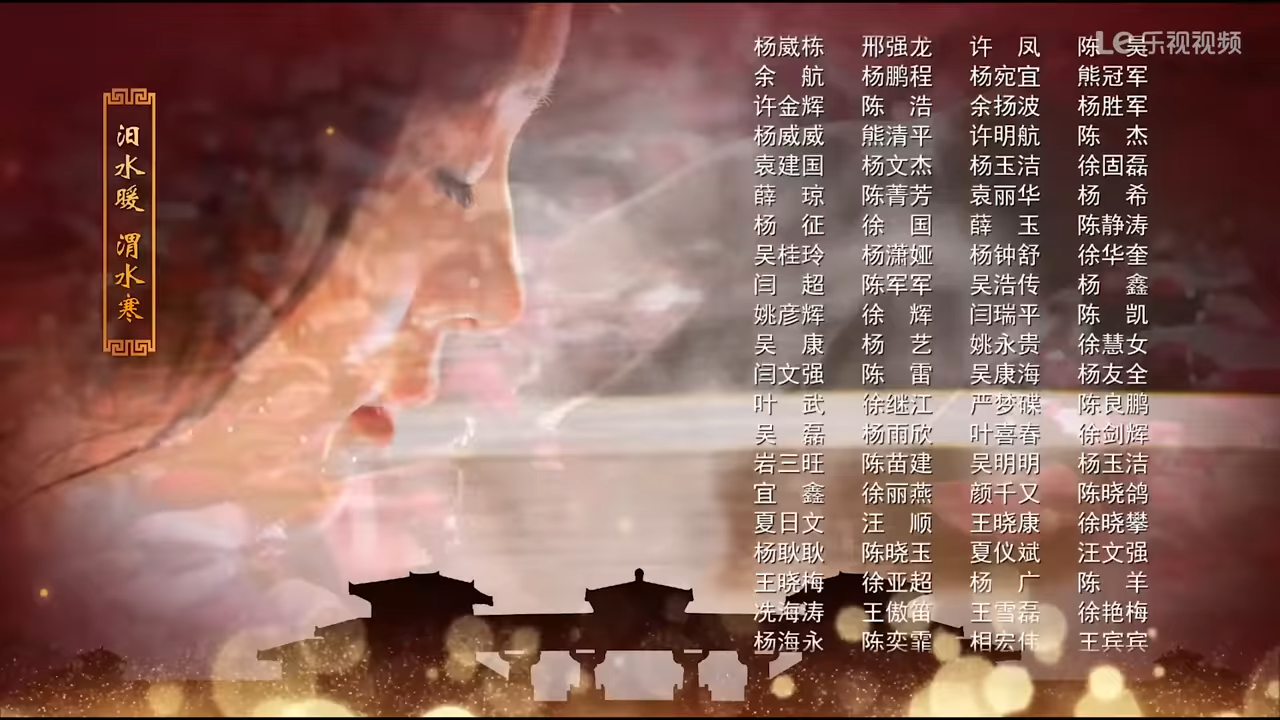 汨水暖 渭水寒
乐视视频
杨崴栋 邢强龙 许 凤 陈 昊
余 航 杨鹏程 杨宛宜 熊冠军
许金辉 陈 浩 余扬波 杨胜军
杨威威 熊清平 许明航 陈 杰
袁建国 杨文杰 杨玉洁 徐固磊
薛 琼 陈菁芳 袁丽华 杨 希
杨 征 徐 国 薛 玉 陈静涛
吴桂玲 杨潇娅 杨钟舒 徐华奎
闫 超 陈军军 吴浩传 杨 鑫
姚彦辉 徐 辉 闫瑞平 陈 凯
吴 康 杨 艺 姚永贵 徐慧女
闫文强 陈 雷 吴康海 杨友全
叶 武 徐继江 严梦碟 陈良鹏
吴 磊 杨雨欣 叶喜春 徐剑辉
岩三旺 陈苗建 吴明明 杨玉洁
宜 鑫 徐丽燕 颜千又 陈晓鸽
夏日文 汪 顺 王晓康 徐晓攀
杨耿耿 陈晓玉 夏仪斌 汪文强
王晓梅 徐亚超 杨 广 陈 羊
冼海涛 王傲笛 王雪磊 徐艳梅
杨海永 陈奕霏 相宏伟 王宾宾